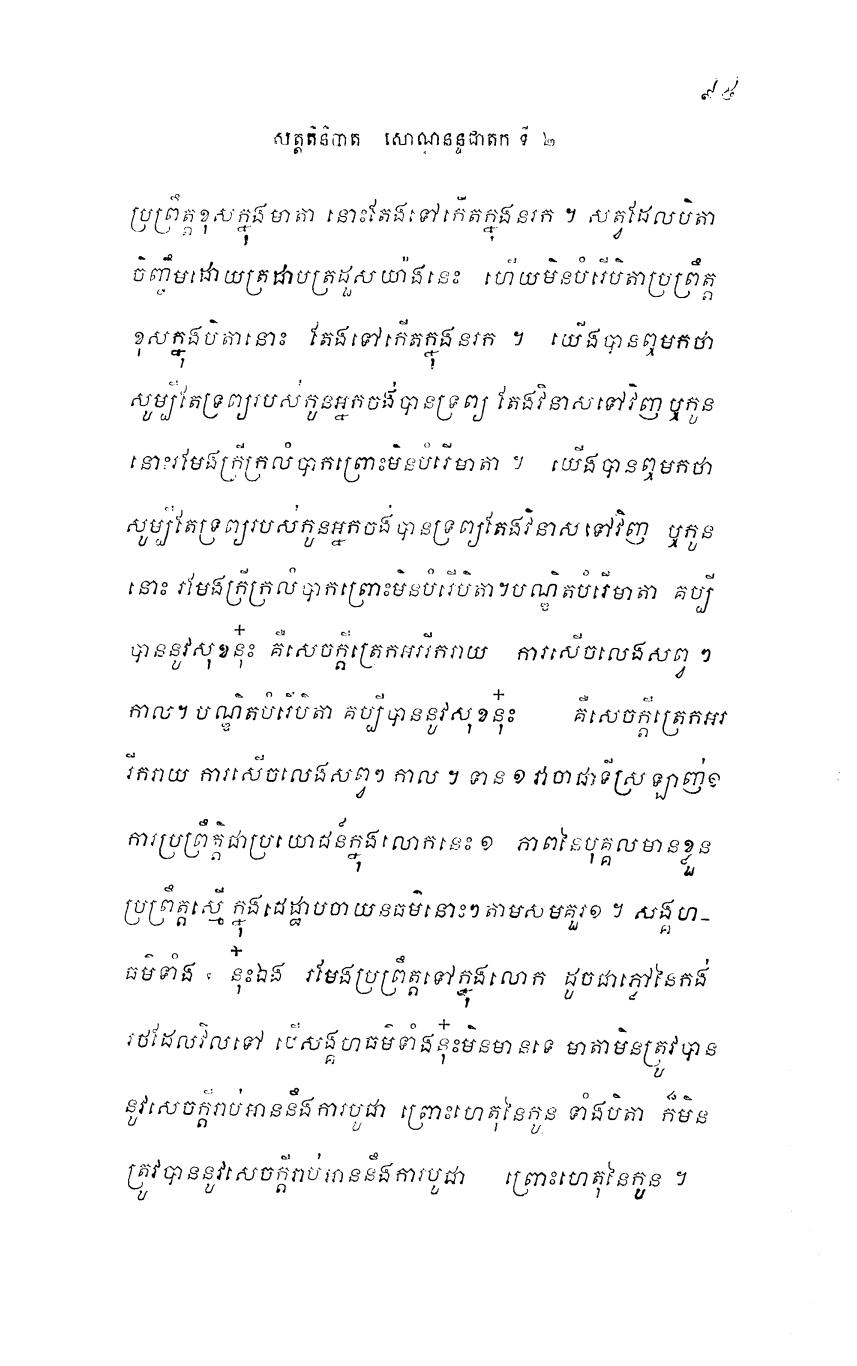 ៩៥
សត្តតិនិបាត សោណនន្ទជាតក ទី ២
ប្រព្រឹត្តខុសក្នុងមាតា នោះតែងទៅកើតក្នុងនរក ។ សត្វដែលបិតា
ចិញ្ចឹមដោយត្រដាបត្រដួសយ៉ាងនេះ ហើយមិនបំរើបិតាប្រព្រឹត្ត
ខុសក្នុងបិតានោះ តែងទៅកើតក្នុងនរក ។ យើងបានឮមកថា
សូម្បីតែទ្រព្យរបស់កូនអ្នកចង់បានទ្រព្យ តែងវិនាសទៅវិញ ឬកូន
នោះរមែងក្រីក្រលំបាកព្រោះមិនបំរើមាតា ។ យើងបានឮមកថា
សូម្បីតែទ្រព្យរបស់កូនអ្នកចង់បានទ្រព្យតែងវិនាសទៅវិញ ឬកូន
នោះ រមែងក្រីក្រលំបាកព្រោះមិនបំរើបិតា។បណ្ឌិតបំរើមាតា គប្បី
បាននូវសុខនុ៎ះ គឺសេចក្តីត្រេកអររីករាយ ការសើចលេងសព្វ ៗ
កាល។ បណ្ឌិតបំរើបិតា គប្បីបាននូវសុខនុ៎ះ គឺសេចក្តីត្រេកអរ
រីករាយ ការសើចលេងសព្វៗ កាល ។ ទាន ១ វាចាជាទីស្រឡាញ់១
ការប្រព្រឹត្តិជាប្រយោជន៍ក្នុងលោកនេះ ១ ភាពនៃបុគ្គលមានខ្លួន
ប្រព្រឹត្តស្មើ ក្នុងជេដ្ឋាបចាយនធម៌នោះៗតាមសមគួរ១ ។ សង្គហ-
ធម៌ទាំង នុ៎ះឯង រមែងប្រព្រឹត្តទៅក្នុងលោក ដូចជាភ្លៅនៃកង់
រថដែលវិលទៅ បើសង្គហធម៌ទាំងនុ៎ះមិនមានទេ មាតាមិនត្រូវបាន
នូវសេចក្តីរាប់អាននឹងការបូជា ព្រោះហេតុនៃកូន ទាំងបិតា ក៏មិន
ត្រូវបាននូវសេចក្តីរាប់អាននឹងការបូជា ព្រោះហេតុនៃកូន ។